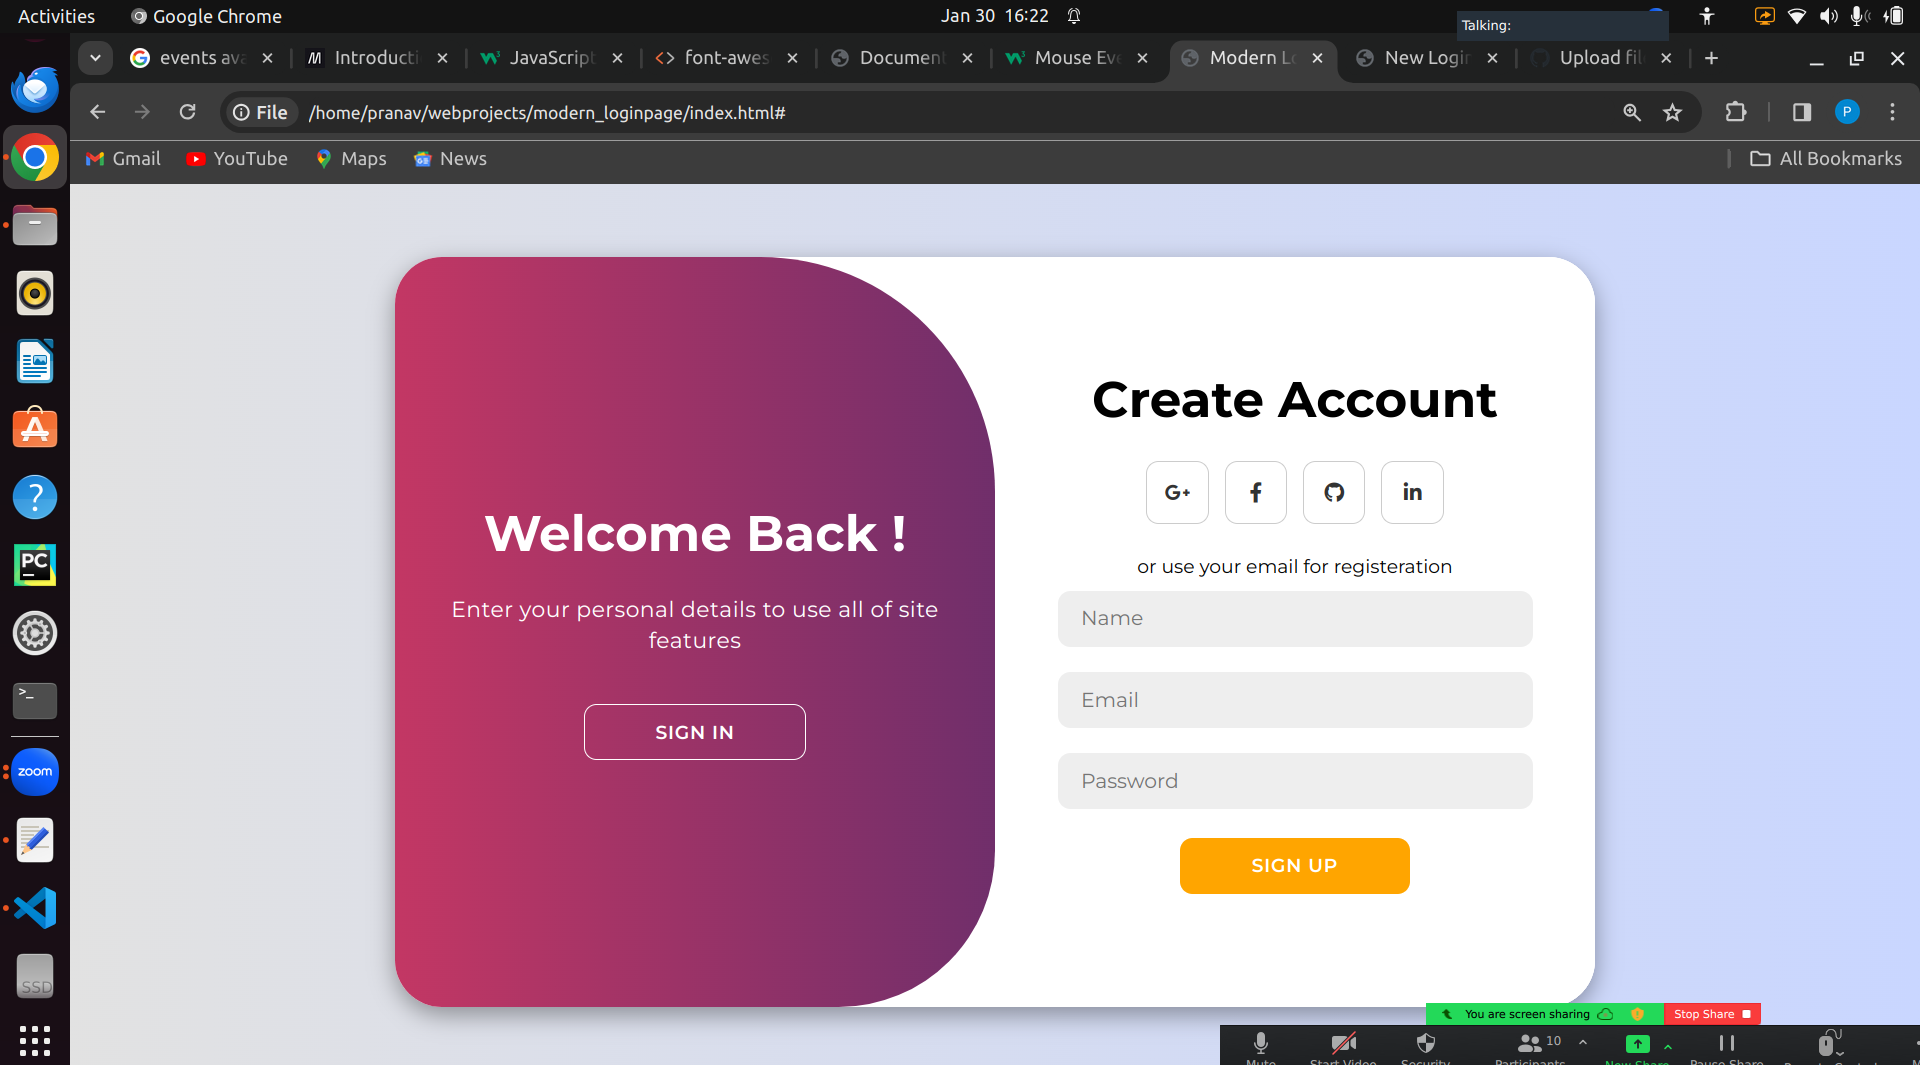 Activities
Google Chrome
Jan 30 16:22
Talking:
events ava
Introducti
JavaScript
font-awes
Document
Mouse Eve
Modern Lo
New Login
Upload fil
File
/home/pranav/webprojects/modern_loginpage/index.html#
P
Gmail
YouTube
Maps
News
All Bookmarks
Welcome Back !
Enter your personal details to use all of site
features
SIGN IN
Create Account
G+
f
in
or use your email for registeration
Name
Email
Password
SIGN UP
PC
zoom
SSD
You are screen sharing
Stop Share
10
Mute
Start Video
Security
Participants
New Share
Pause Share